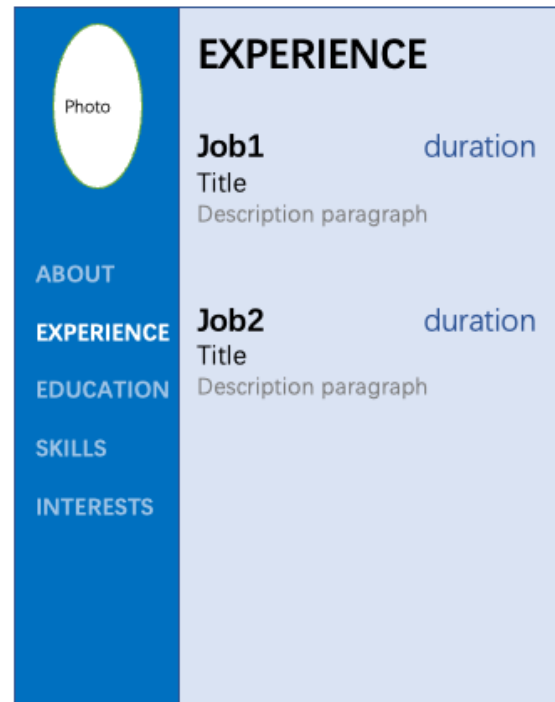 Photo
ABOUT
EXPERIENCE
EDUCATION
SKILLS
INTERESTS
EXPERIENCE
Job1 duration
Title
Description paragraph
Job2 duration
Title
Description paragraph